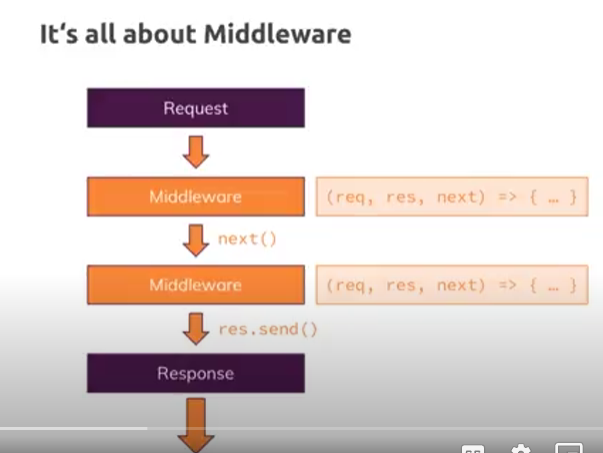 It's all about Middleware
Request
Middleware (req, res, next) => { … }
next()
Middleware (req, res, next) => { … }
res.send()
Response